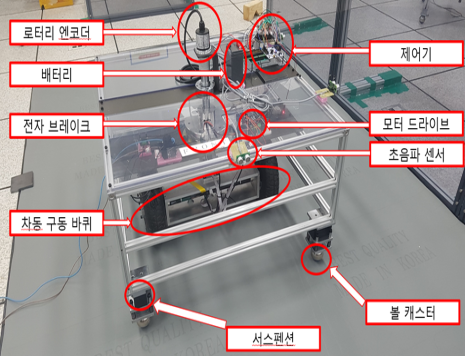 로터리 엔코더
제어기
배터리
전자 브레이크
모터 드라이브
초음파 센서
차동 구동 바퀴
볼 캐스터
서스펜션